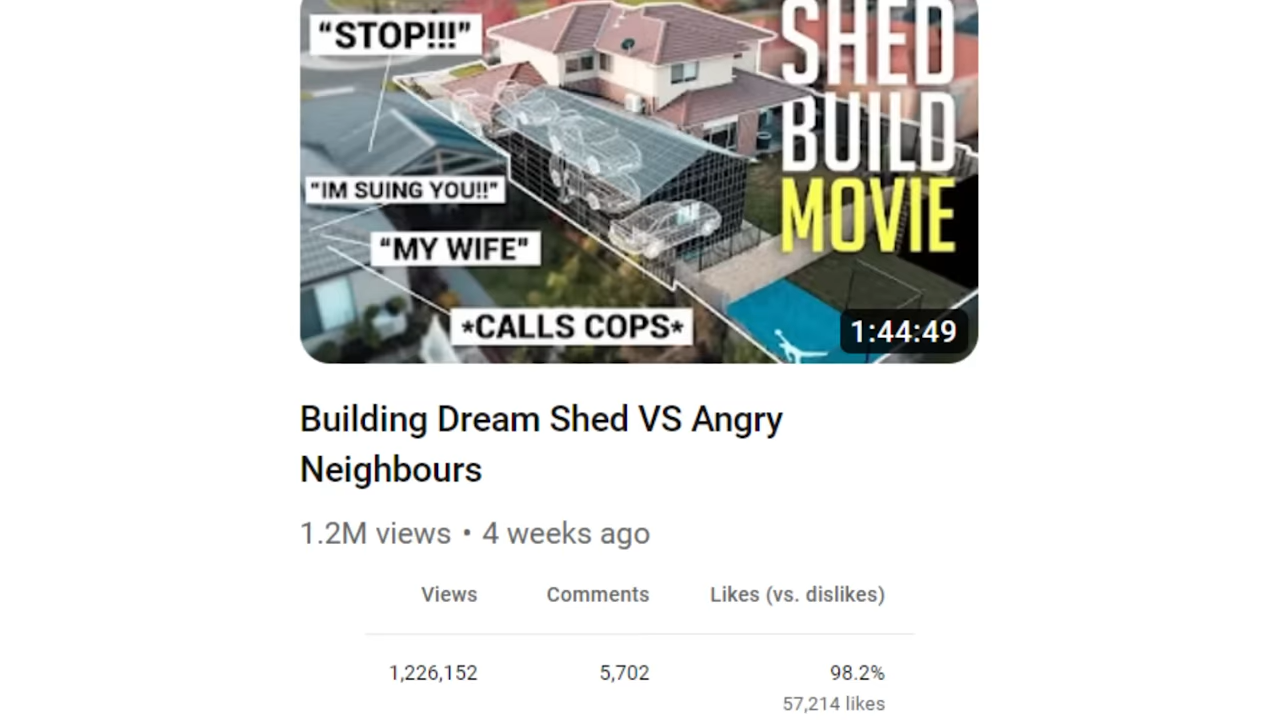 "STOP!!!"
SHED
BUILD
MOVIE
"IM SUING YOU!!"
"MY WIFE"
*CALLS COPS*
1:44:49
Building Dream Shed VS Angry
Neighbours
1.2M views • 4 weeks ago
Views Comments Likes (vs. dislikes)
1,226,152 5,702 98.2%
57,214 likes